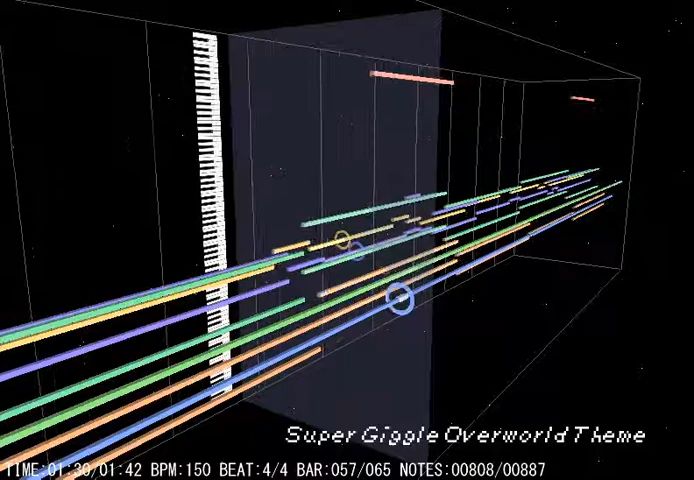 Super Giggle Overworld Theme
TIME:01:30/01:42 BPM:150 BEAT:4/4 BAR:057/065 NOTES:00808/00887